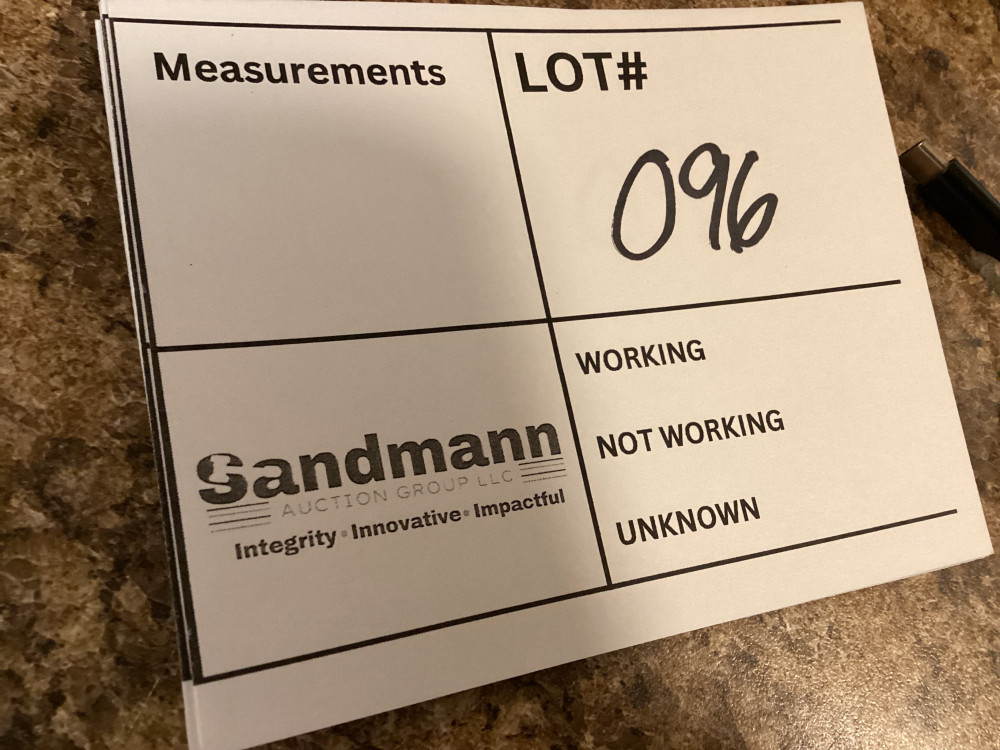 Measurements
LOT#
096
Sandmann
AUCTION GROUP LLC
Integrity • Innovative • Impactful
WORKING
NOT WORKING
UNKNOWN